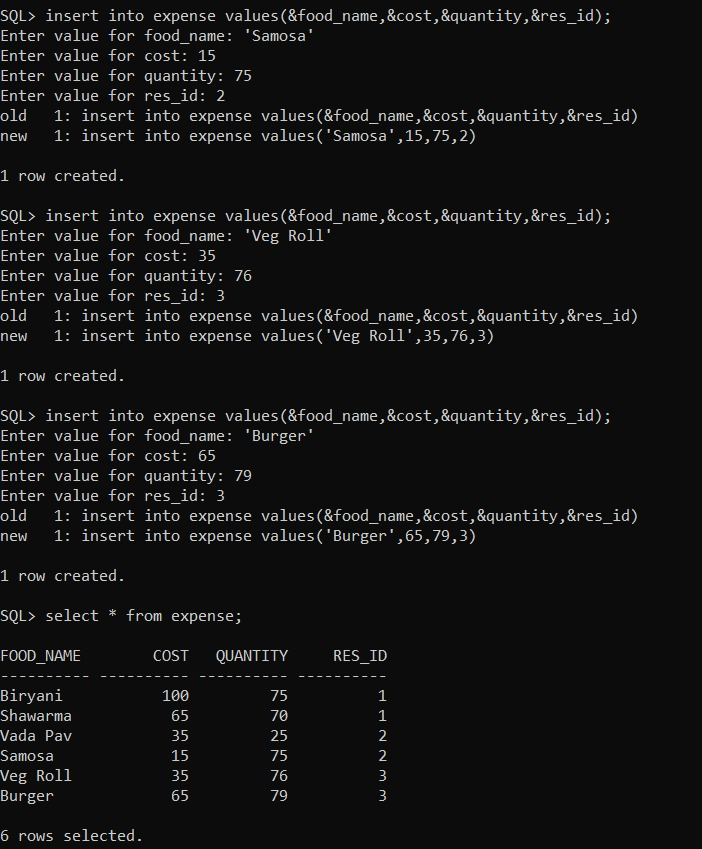 SQL> insert into expense values(&food_name,&cost,&quantity,&res_id);
Enter value for food_name: 'Samosa'
Enter value for cost: 15
Enter value for quantity: 75
Enter value for res_id: 2
old   1: insert into expense values(&food_name,&cost,&quantity,&res_id)
new   1: insert into expense values('Samosa',15,75,2)

1 row created.

SQL> insert into expense values(&food_name,&cost,&quantity,&res_id);
Enter value for food_name: 'Veg Roll'
Enter value for cost: 35
Enter value for quantity: 76
Enter value for res_id: 3
old   1: insert into expense values(&food_name,&cost,&quantity,&res_id)
new   1: insert into expense values('Veg Roll',35,76,3)

1 row created.

SQL> insert into expense values(&food_name,&cost,&quantity,&res_id);
Enter value for food_name: 'Burger'
Enter value for cost: 65
Enter value for quantity: 79
Enter value for res_id: 3
old   1: insert into expense values(&food_name,&cost,&quantity,&res_id)
new   1: insert into expense values('Burger',65,79,3)

1 row created.

SQL> select * from expense;

FOOD_NAME        COST   QUANTITY     RES_ID
---------- ---------- ---------- ----------
Biryani           100         75          1
Shawarma           65         70          1
Vada Pav           35         25          2
Samosa             15         75          2
Veg Roll           35         76          3
Burger             65         79          3

6 rows selected.